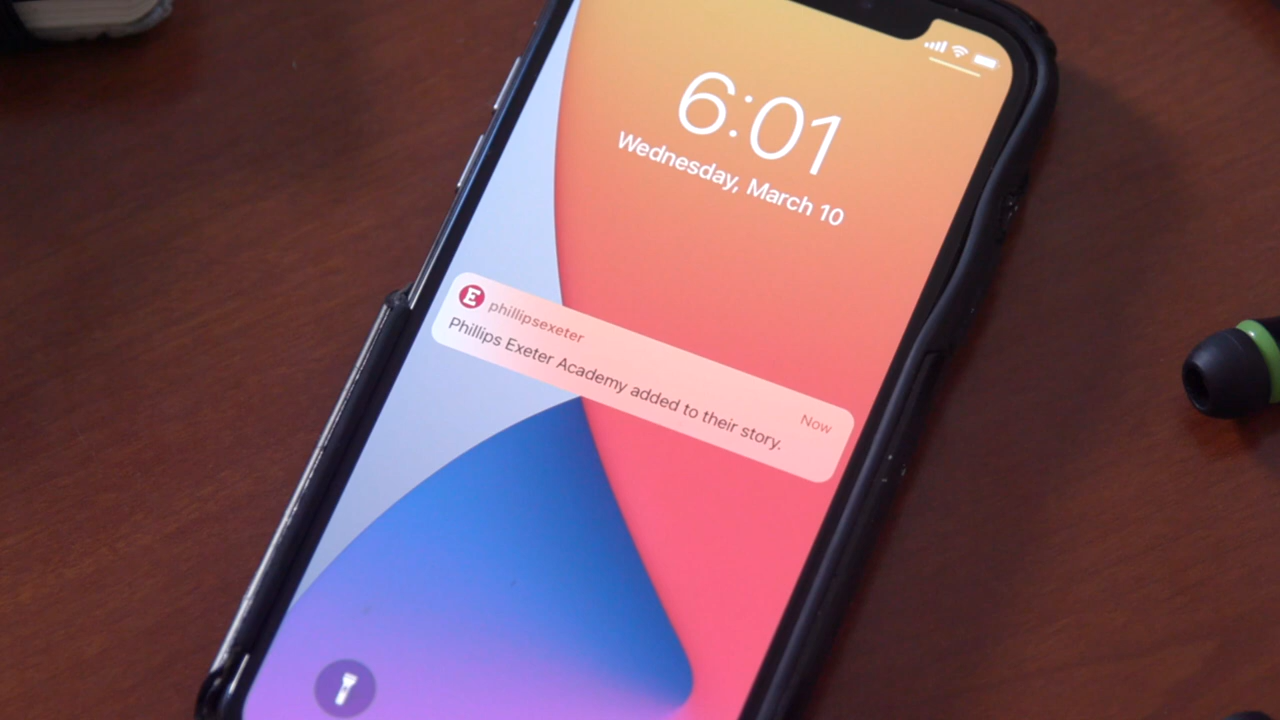 6:01
Wednesday, March 10
E
phillipsexeter
Now
Phillips Exeter Academy added to their story.